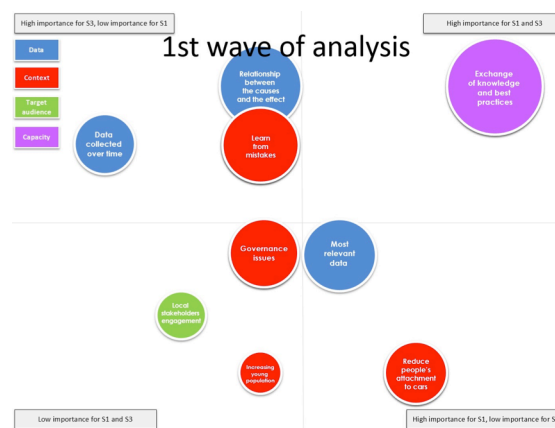 High importance for S3, low importance for S1
High importance for S1 and S3
1st wave of analysis
Data
Context
Target
audience
Capacity
Relationship
between
the causes
and the effect
Exchange
of knowledge
and best
practices
Data
collected
over time
Learn
from
mistakes
Governance
issues
Most
relevant
data
Local
stakeholders
engagement
Increasing
young
population
Reduce
people's
attachment
to cars
Low importance for S1 and S3
High importance for S1, low importance for S